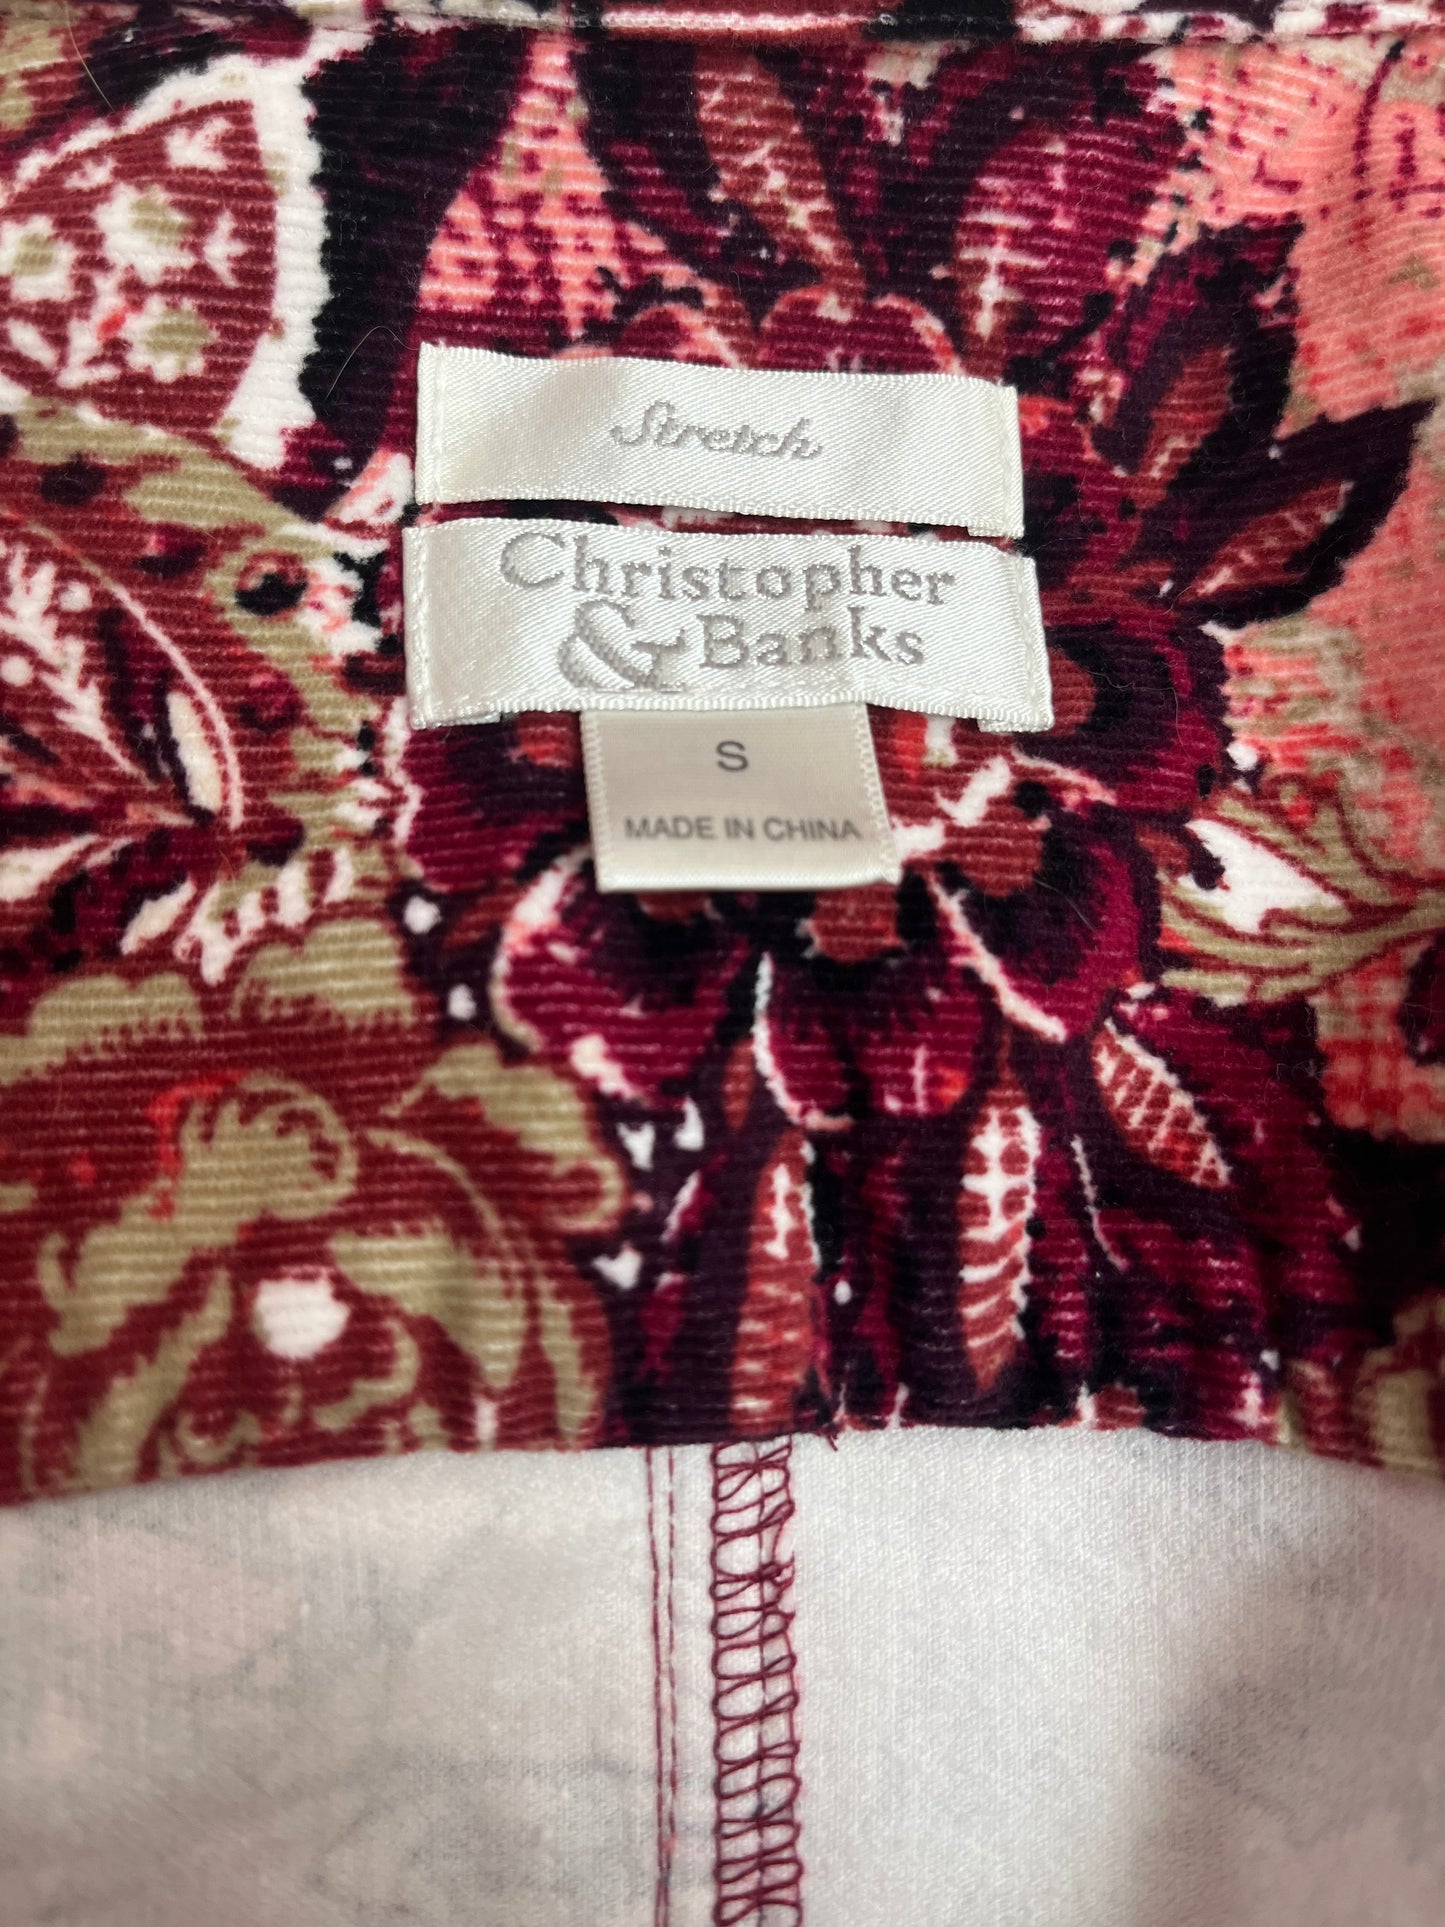 Stretch
Christopher
& Banks
S
MADE IN CHINA